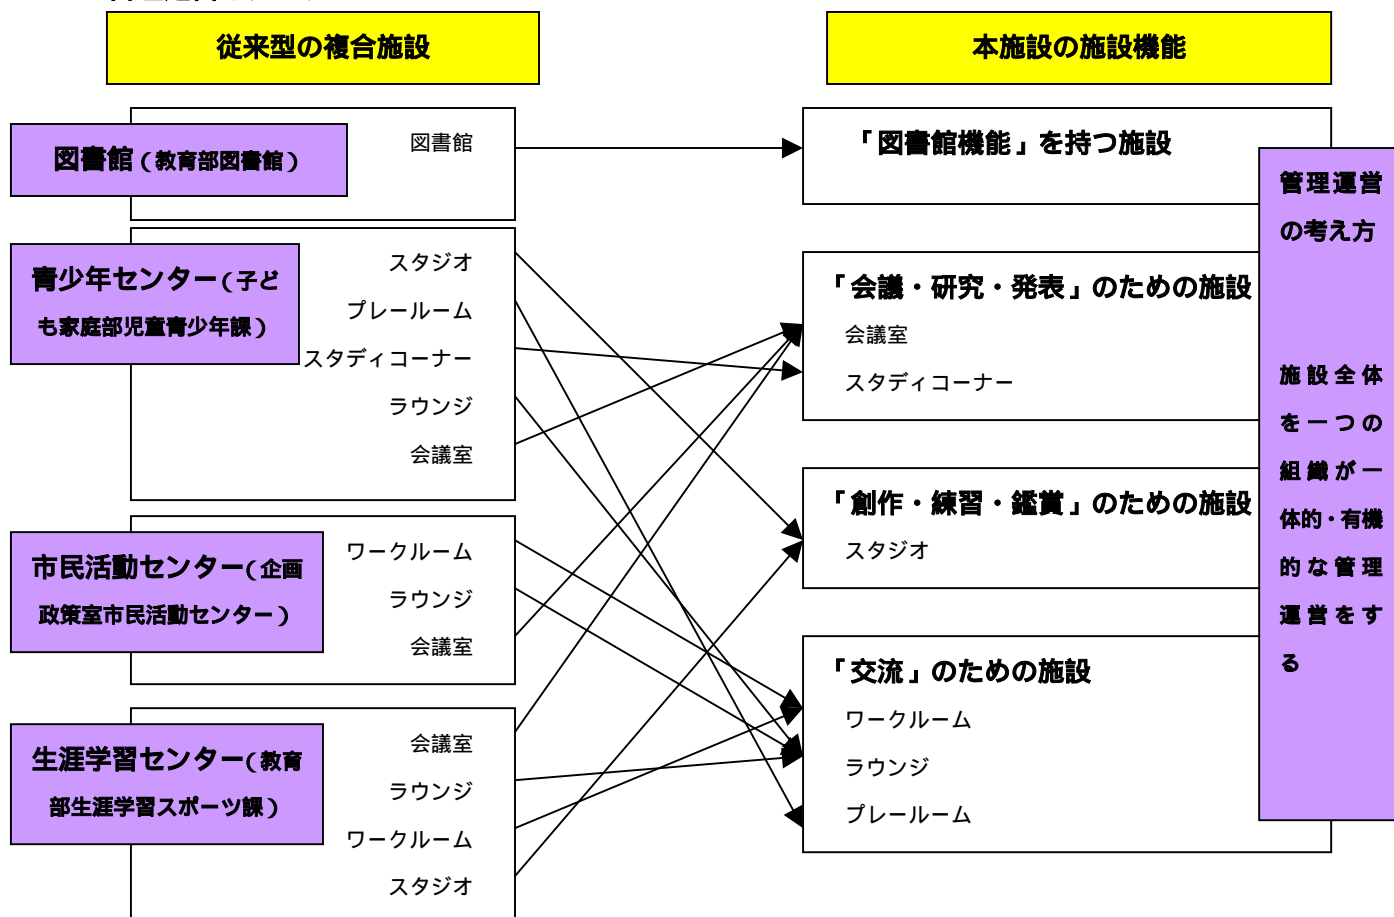 従来型の複合施設
本施設の施設機能
図書館(教育部図書館)
図書館
青少年センター(子ど
も家庭部児童青少年課)
スタジオ
プレールーム
スタディコーナー
ラウンジ
会議室
市民活動センター(企画
政策室市民活動センター)
ワークルーム
ラウンジ
会議室
生涯学習センター(教育
部生涯学習スポーツ課)
会議室
ラウンジ
ワークルーム
スタジオ
「図書館機能」を持つ施設
「会議・研究・発表」のための施設
会議室
スタディコーナー
「創作・練習・鑑賞」のための施設
スタジオ
「交流」のための施設
ワークルーム
ラウンジ
プレールーム
管理運営
の考え方
施設全体
を一つの
組織が一
体的・有機
的な管理
運営をす
る